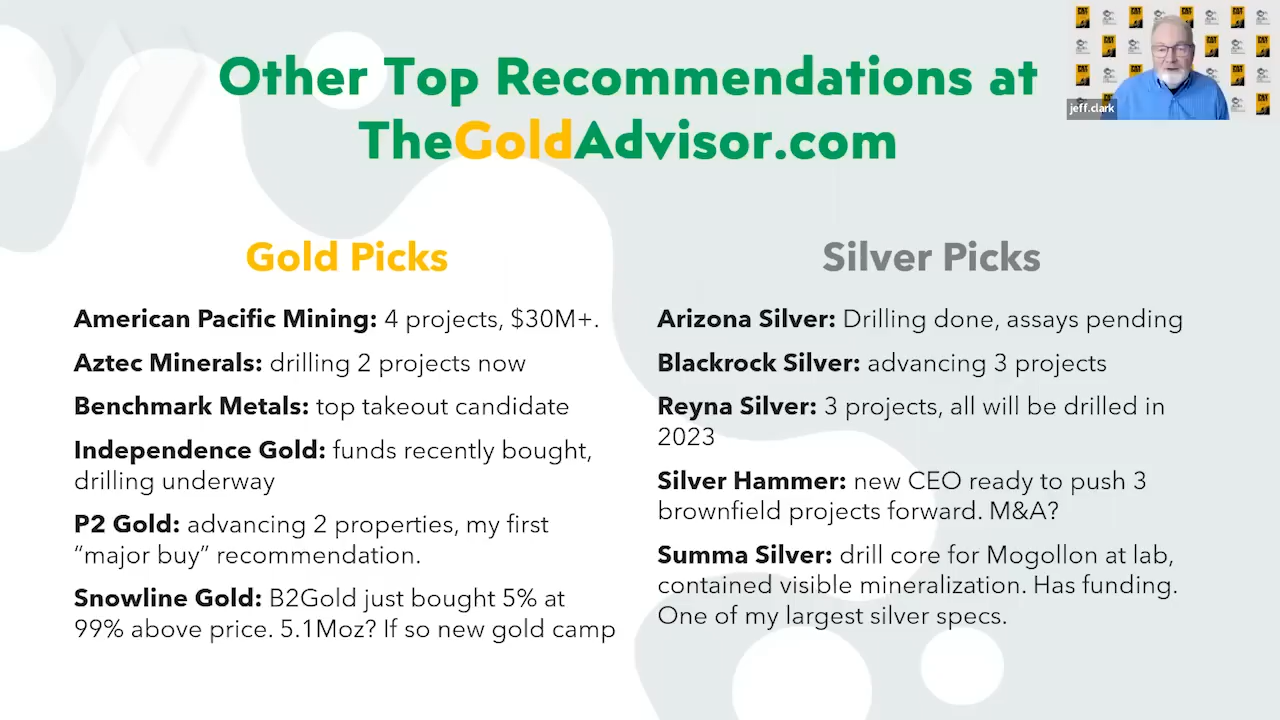 Other Top Recommendations at
TheGoldAdvisor.com
jeff.clark
Gold Picks
American Pacific Mining: 4 projects, $30M+.
Aztec Minerals: drilling 2 projects now
Benchmark Metals: top takeout candidate
Independence Gold: funds recently bought,
drilling underway
P2 Gold: advancing 2 properties, my first
“major buy” recommendation.
Snowline Gold: B2Gold just bought 5% at
99% above price. 5.1Moz? If so new gold camp
Silver Picks
Arizona Silver: Drilling done, assays pending
Blackrock Silver: advancing 3 projects
Reyna Silver: 3 projects, all will be drilled in
2023
Silver Hammer: new CEO ready to push 3
brownfield projects forward. M&A?
Summa Silver: drill core for Mogollon at lab,
contained visible mineralization. Has funding.
One of my largest silver specs.